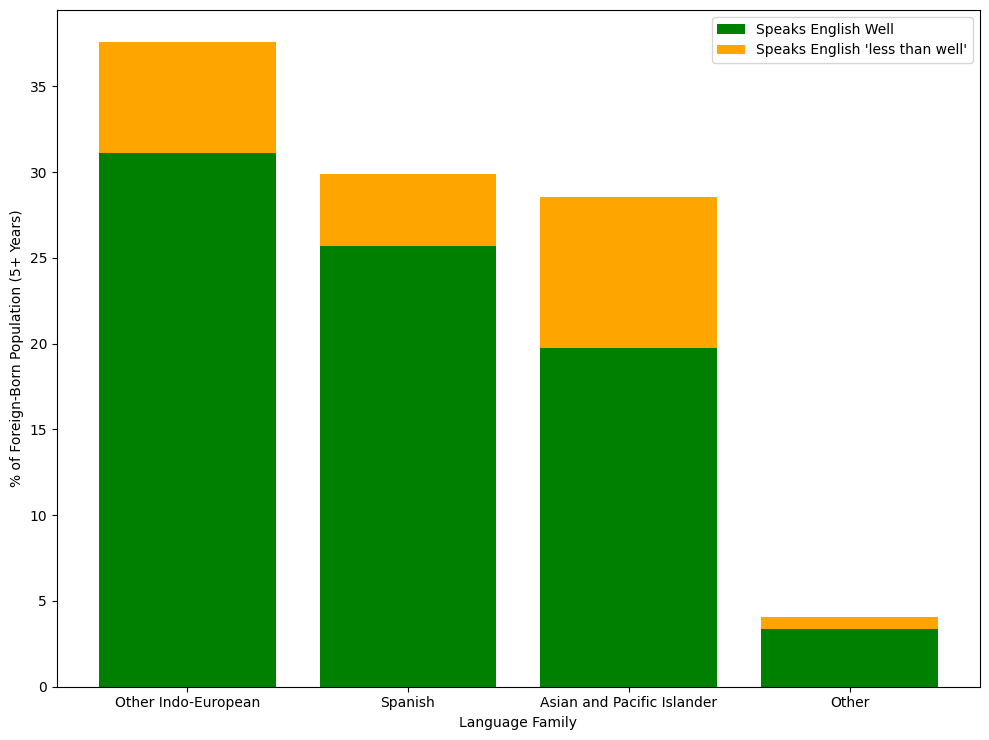 Speaks English Well
Speaks English 'less than well'
% of Foreign-Born Population (5+ Years)
35
30
25
20
15
10
5
0
Other Indo-European
Spanish
Asian and Pacific Islander
Other
Language Family